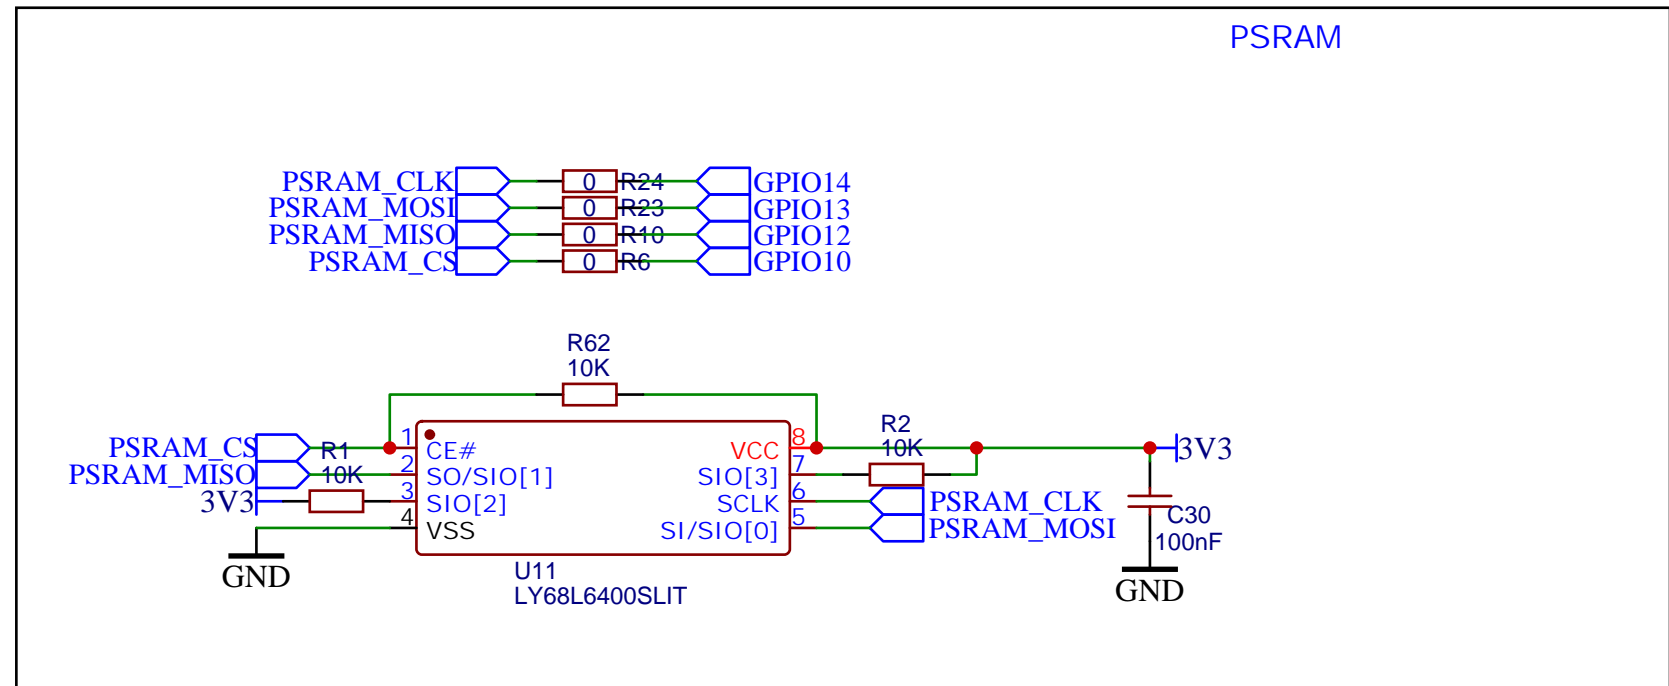 PSRAM
PSRAM_CLK 0 R24 GPIO14
PSRAM_MOSI 0 R23 GPIO13
PSRAM_MISO 0 R10 GPIO12
PSRAM_CS 0 R6 GPIO10
R62
10K
PSRAM_CS R1 1 CE# VCC 8 R2 10K 3V3
PSRAM_MISO 10K 2 SO/SIO[1] SIO[3] 7
3V3 3 SIO[2] SCLK 6 PSRAM_CLK
4 VSS SI/SIO[0] 5 PSRAM_MOSI
C30
100nF
GND
GND
U11
LY68L6400SLIT